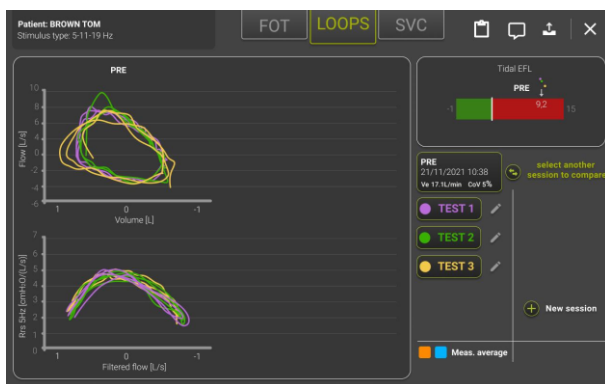 Patient: BROWN TOM
Stimulus type: 5-11-19 Hz
FOT
LOOPS
SVC
PRE
Flow [L/s]
10
8
6
4
2
0
-2
-4
-6
1 0 -1
Volume [L]
Rrs 5Hz [cmH₂O/(L/s)]
7
6
5
4
3
2
1
0
1 0 -1
Filtered flow [L/s]
Tidal EFL
PRE
-1 9,2 15
PRE
21/11/2021 10:38
Ve 17.1L/min CoV 5%
select another
session to compare
TEST 1
TEST 2
TEST 3
New session
Meas. average